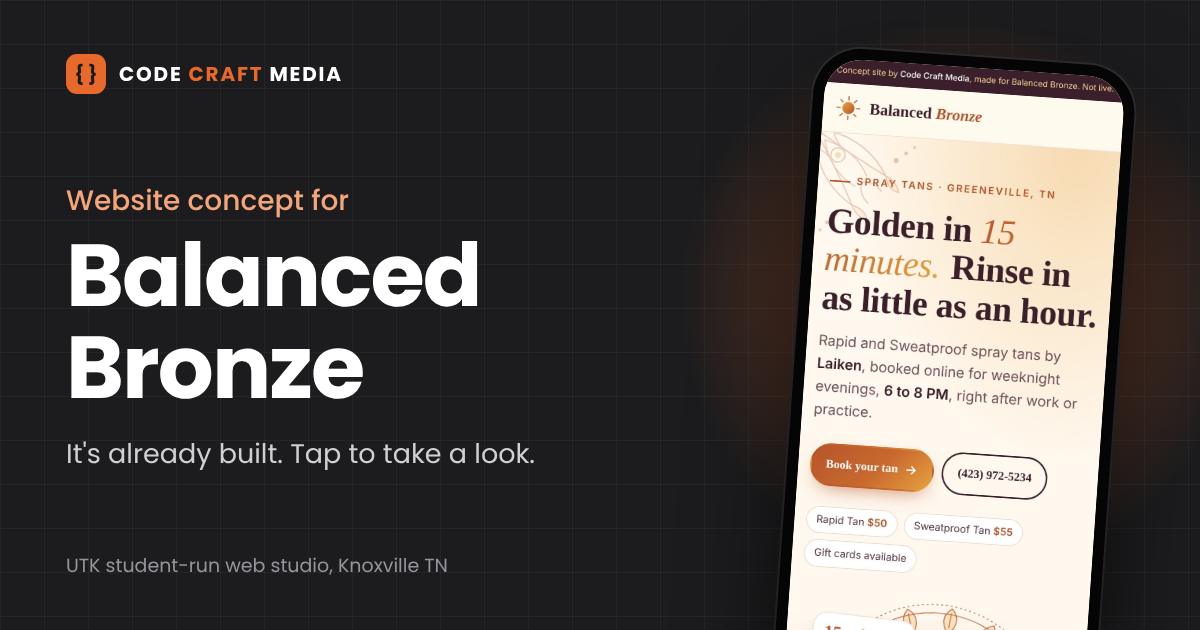 { } CODE CRAFT MEDIA
Website concept for
Balanced
Bronze
It's already built. Tap to take a look.
UTK student-run web studio, Knoxville TN
Concept site by Code Craft Media, made for Balanced Bronze. Not live.
Balanced Bronze
SPRAY TANS · GREENEVILLE, TN
Golden in 15
minutes. Rinse in
as little as an hour.
Rapid and Sweatproof spray tans by
Laiken, booked online for weeknight
evenings, 6 to 8 PM, right after work or
practice.
Book your tan →
(423) 972-5234
Rapid Tan $50
Sweatproof Tan $55
Gift cards available